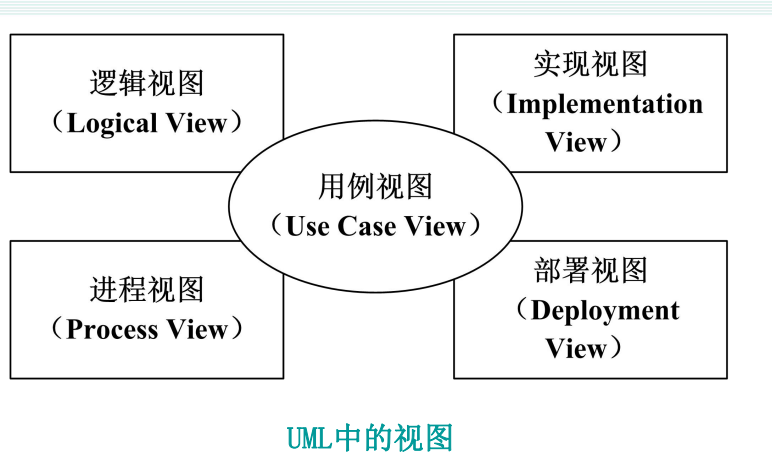 逻辑视图
（Logical View）
实现视图
（Implementation
View）
用例视图
（Use Case View）
进程视图
（Process View）
部署视图
（Deployment
View）
UML中的视图